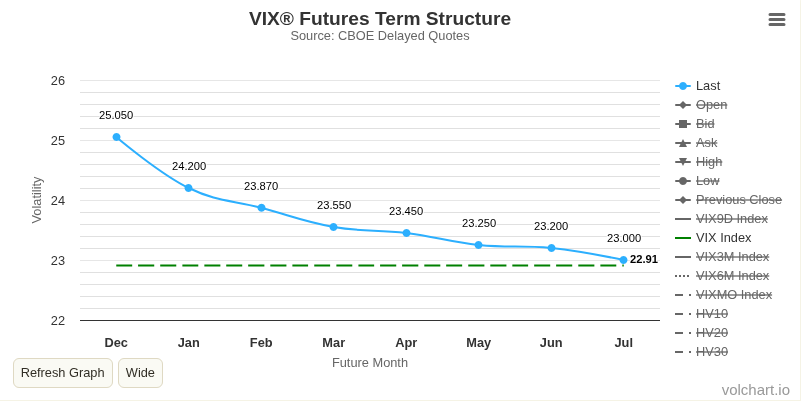 VIX® Futures Term Structure
Source: CBOE Delayed Quotes
Volatility
26
25
24
23
22
25.050
24.200
23.870
23.550
23.450
23.250
23.200
23.000
22.91
Dec
Jan
Feb
Mar
Apr
May
Jun
Jul
Future Month
Last
Open
Bid
Ask
High
Low
Previous Close
VIX9D Index
VIX Index
VIX3M Index
VIX6M Index
VIXMO Index
HV10
HV20
HV30
Refresh Graph
Wide
volchart.io